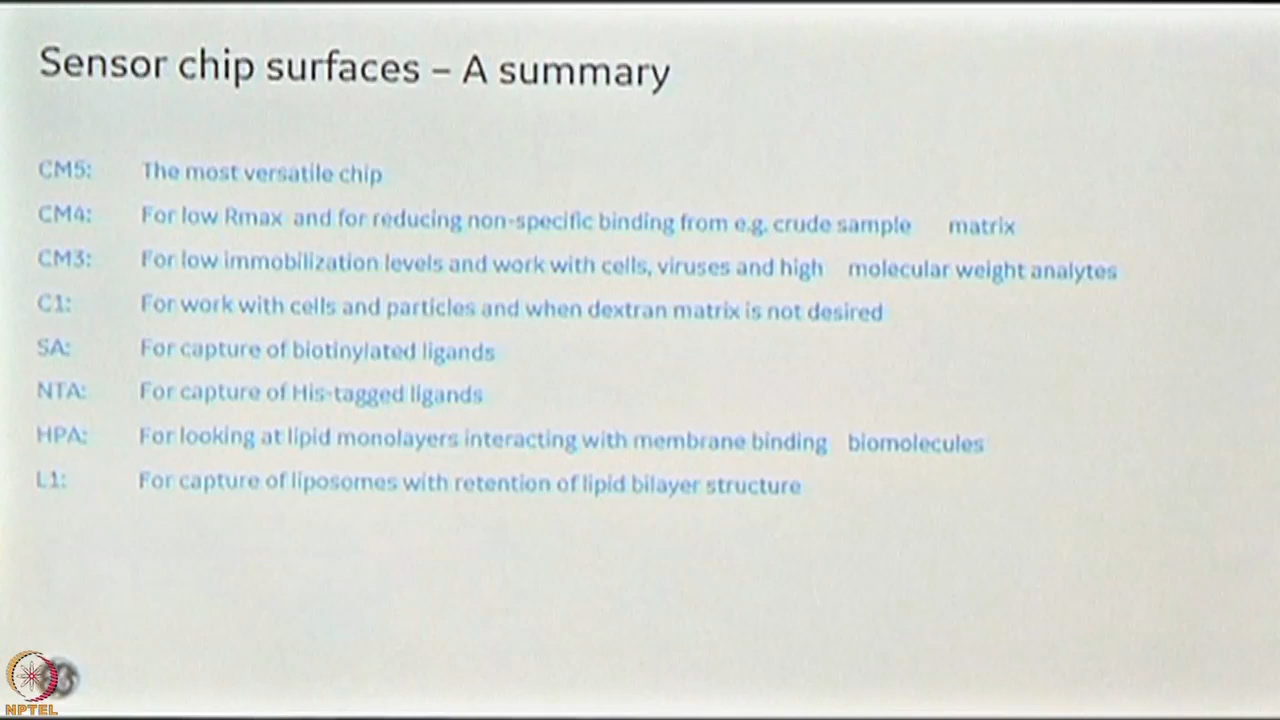 Sensor chip surfaces – A summary
CM5: The most versatile chip
CM4: For low Rmax and for reducing non-specific binding from e.g. crude sample matrix
CM3: For low immobilization levels and work with cells, viruses and high molecular weight analytes
C1: For work with cells and particles and when dextran matrix is not desired
SA: For capture of biotinylated ligands
NTA: For capture of His-tagged ligands
HPA: For looking at lipid monolayers interacting with membrane binding biomolecules
L1: For capture of liposomes with retention of lipid bilayer structure
NPTEL